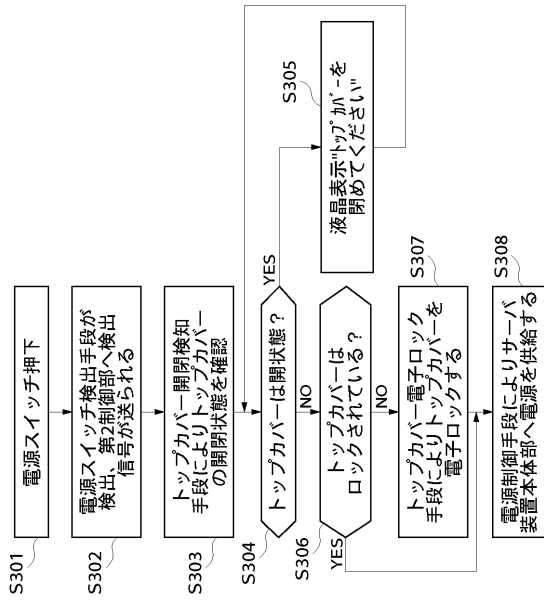 S301
電源スイッチ押下
S302
電源スイッチ検出手段が
検出、第2制御部へ検出
信号が送られる
S303
トップカバー開閉検知
手段によりトップカバー
の開閉状態を確認
S304
トップカバーは開状態？
YES
NO
S305
液晶表示"トップカバーを
閉めてください"
S306
トップカバーは
ロックされている？
YES
NO
S307
トップカバー電子ロック
手段によりトップカバーを
電子ロックする
S308
電源制御手段によりサーバ
装置本体部へ電源を供給する